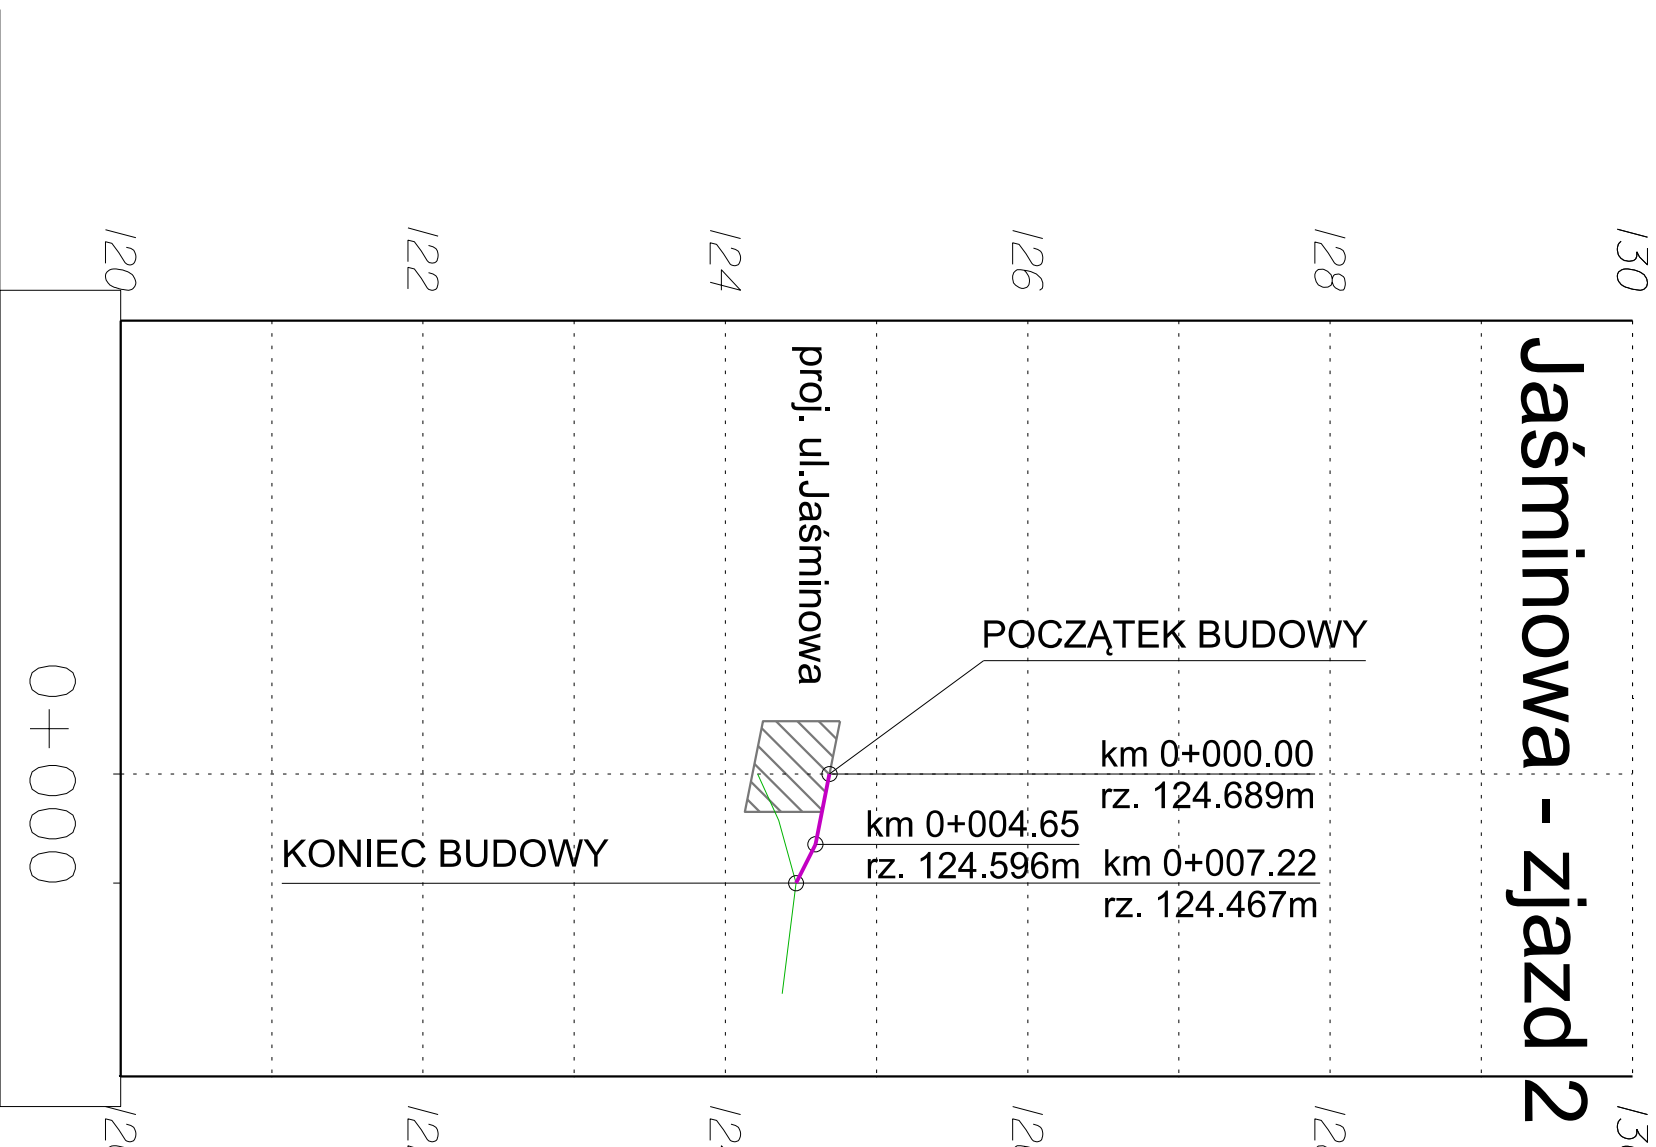 Jaśminowa - zjazd 2
130
128
126
124
122
120
proj. ul.Jaśminowa
POCZĄTEK BUDOWY
km 0+000.00
rz. 124.689m
km 0+004.65
rz. 124.596m
km 0+007.22
rz. 124.467m
KONIEC BUDOWY
0+000